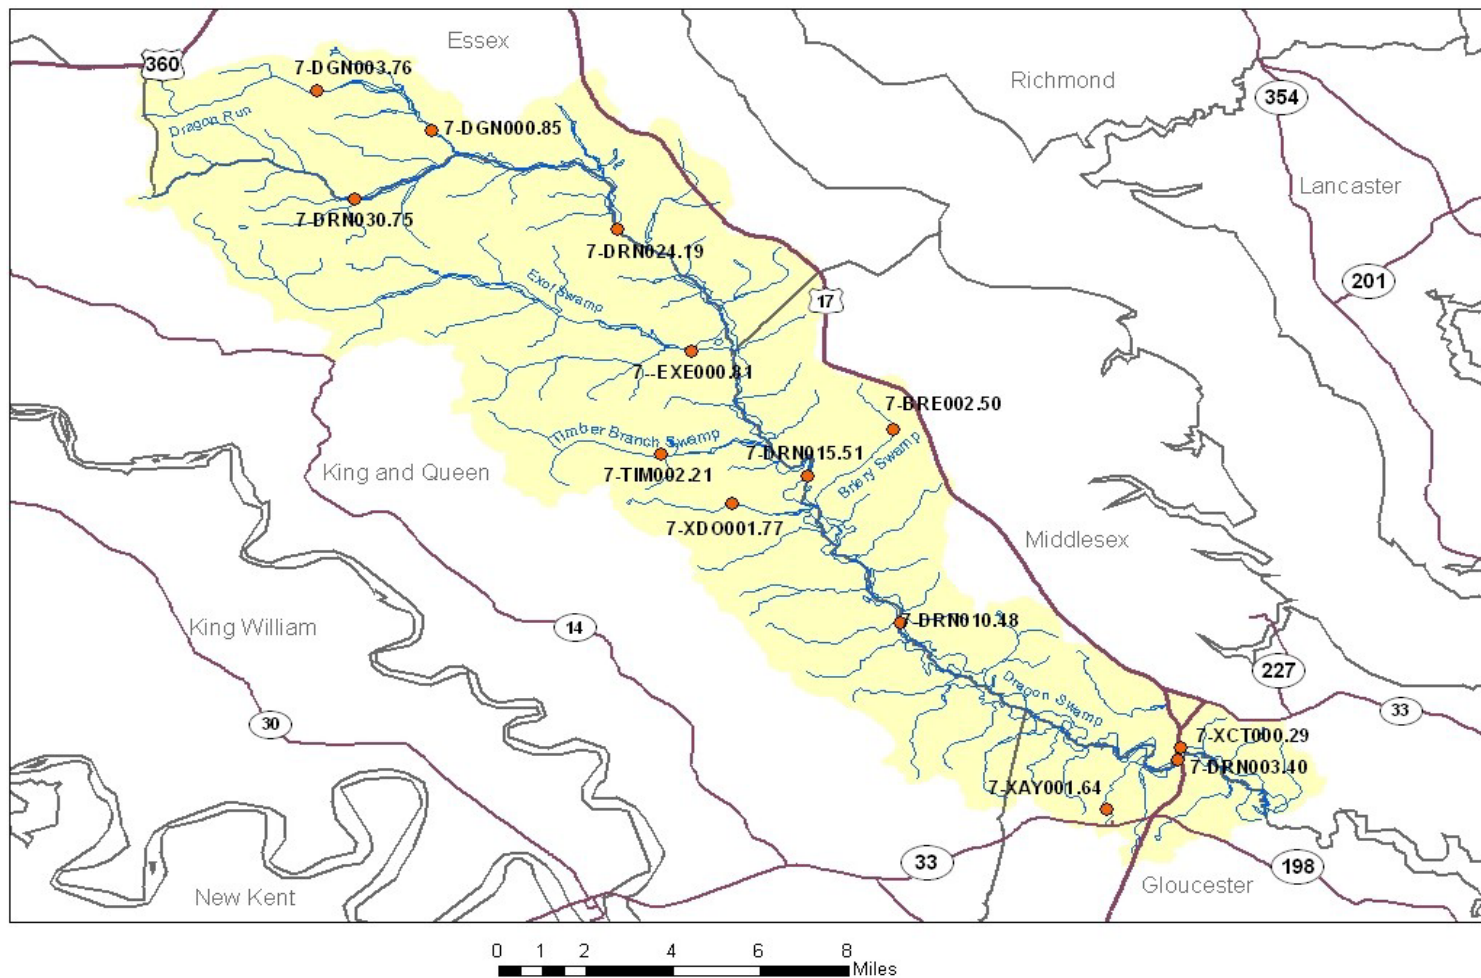 Essex
360
7-DGN003.76
Richmond
354
7-DGN000.85
Dragon Run
Lancaster
7-DRN030.75
7-DRN024.19
201
Exol Swamp
17
7--EXE000.81
7-BRE002.50
Timber Branch Swamp
7-DRN015.51
King and Queen
7-TIM002.21
Briery Swamp
7-XDO001.77
Middlesex
King William
14
7-DRN010.48
227
Dragon Swamp
33
30
7-XCT000.29
7-DRN003.40
7-XAY001.64
33
198
New Kent
Gloucester
0 1 2 4 6 8
Miles